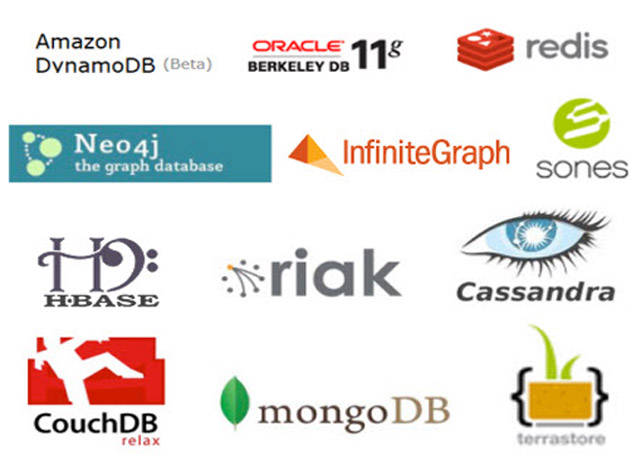 Amazon
DynamoDB (Beta)
ORACLE
BERKELEY DB 11g
redis
Neo4j
the graph database
InfiniteGraph
sones
HBASE
riak
Cassandra
CouchDB
relax
mongoDB
terrastore